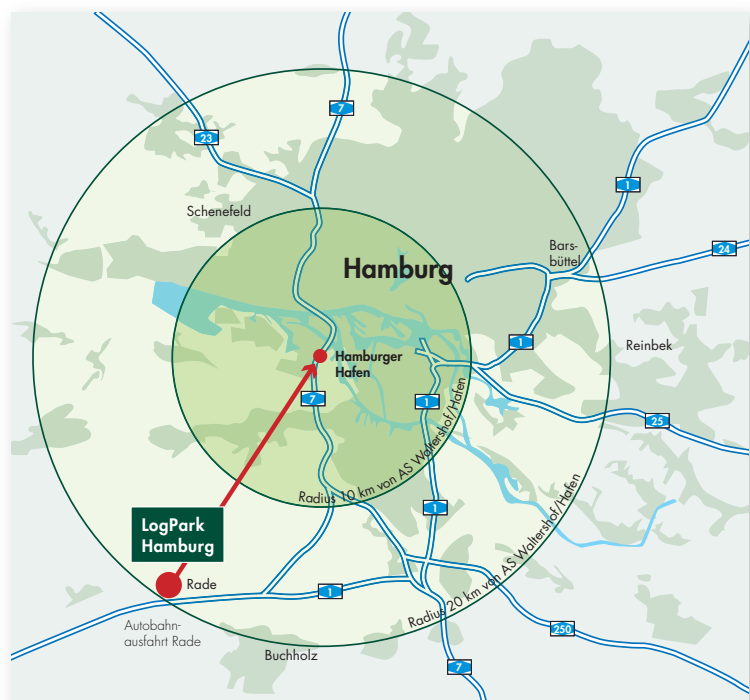 7
23
1
Schenefeld
24
Bars-
büttel
Hamburg
1
Reinbek
Hamburger
Hafen
7
1
25
Radius 10 km von AS Waltershof/Hafen
1
LogPark
Hamburg
Radius 20 km von AS Waltershof/Hafen
Rade
1
Autobahn-
ausfahrt Rade
250
Buchholz
7